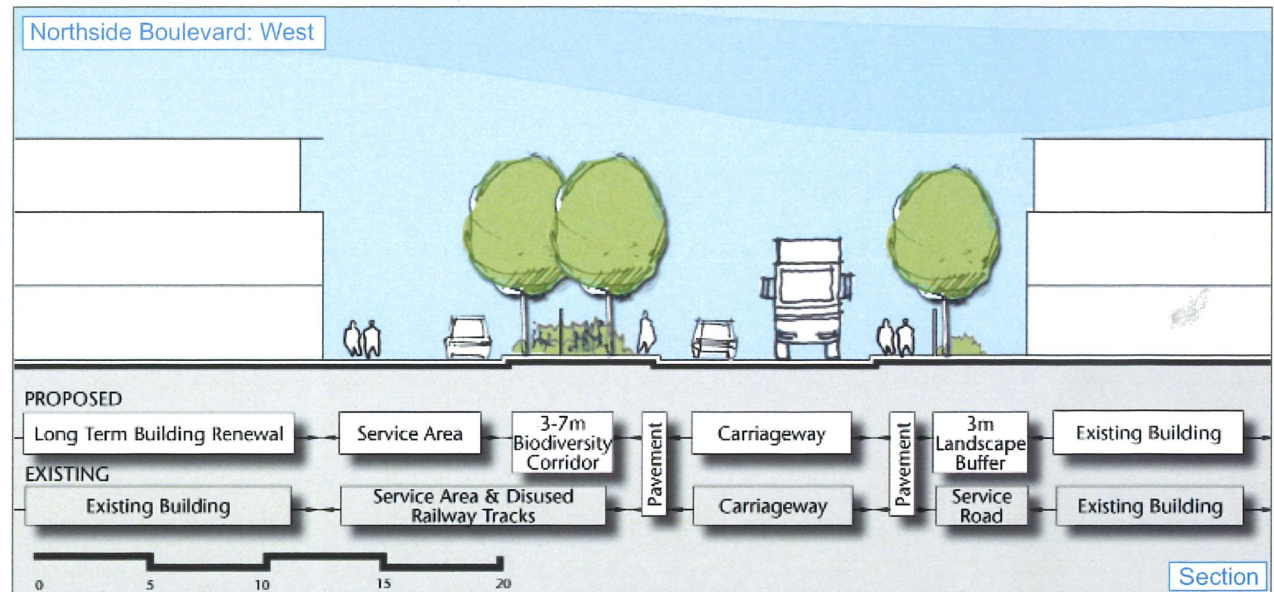 Northside Boulevard: West
PROPOSED
Long Term Building Renewal
Service Area
3-7m
Biodiversity
Corridor
Pavement
Carriageway
Pavement
3m
Landscape
Buffer
Existing Building
EXISTING
Existing Building
Service Area & Disused
Railway Tracks
Carriageway
Service
Road
Existing Building
0 5 10 15 20
Section